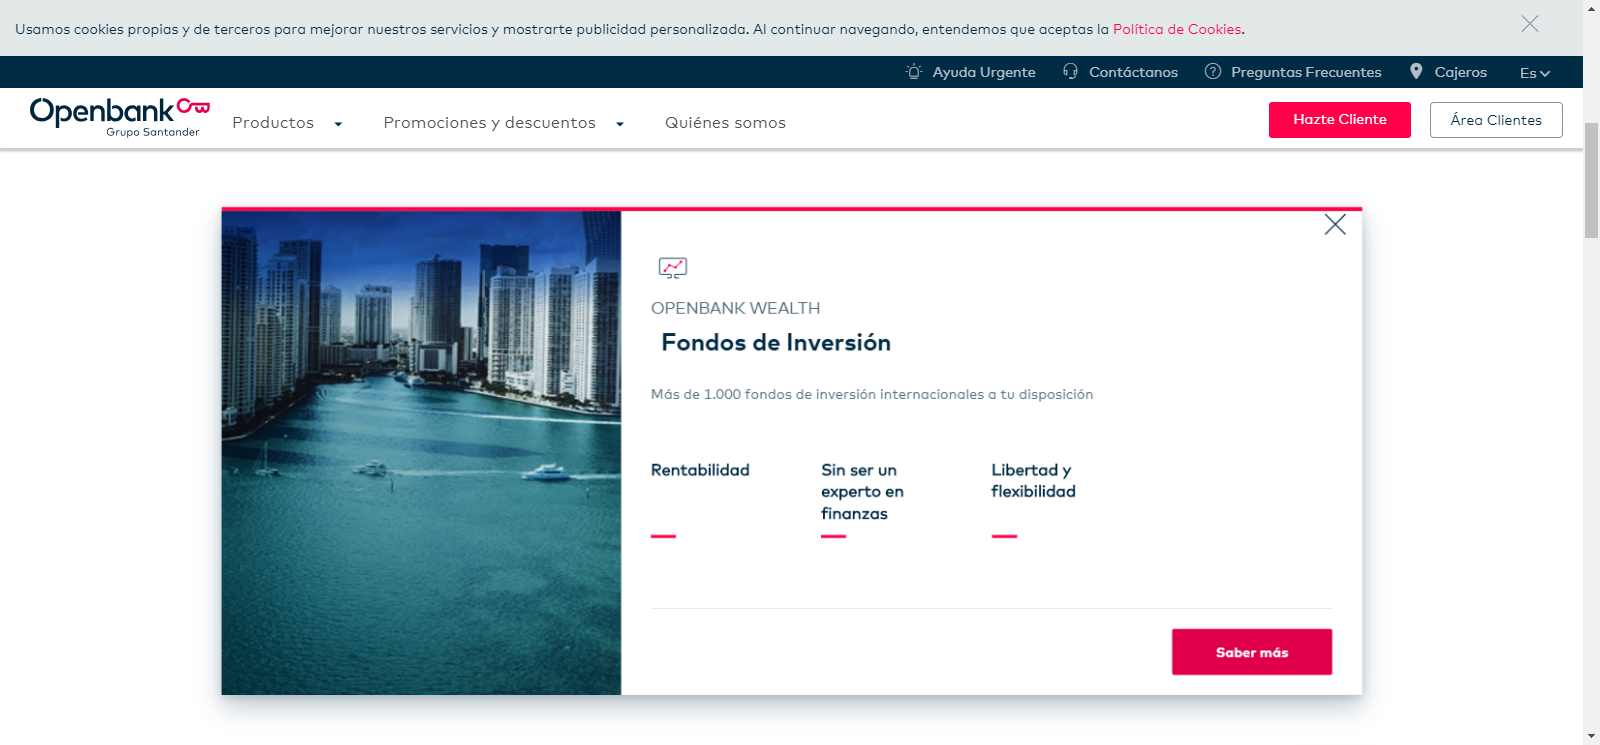 Usamos cookies propias y de terceros para mejorar nuestros servicios y mostrarte publicidad personalizada. Al continuar navegando, entendemos que aceptas la Política de Cookies.
Ayuda Urgente Contáctanos Preguntas Frecuentes Cajeros Es
Openbank
Grupo Santander
Productos Promociones y descuentos Quiénes somos
Hazte Cliente Área Clientes
OPENBANK WEALTH
Fondos de Inversión
Más de 1.000 fondos de inversión internacionales a tu disposición
Rentabilidad
Sin ser un
experto en
finanzas
Libertad y
flexibilidad
Saber más